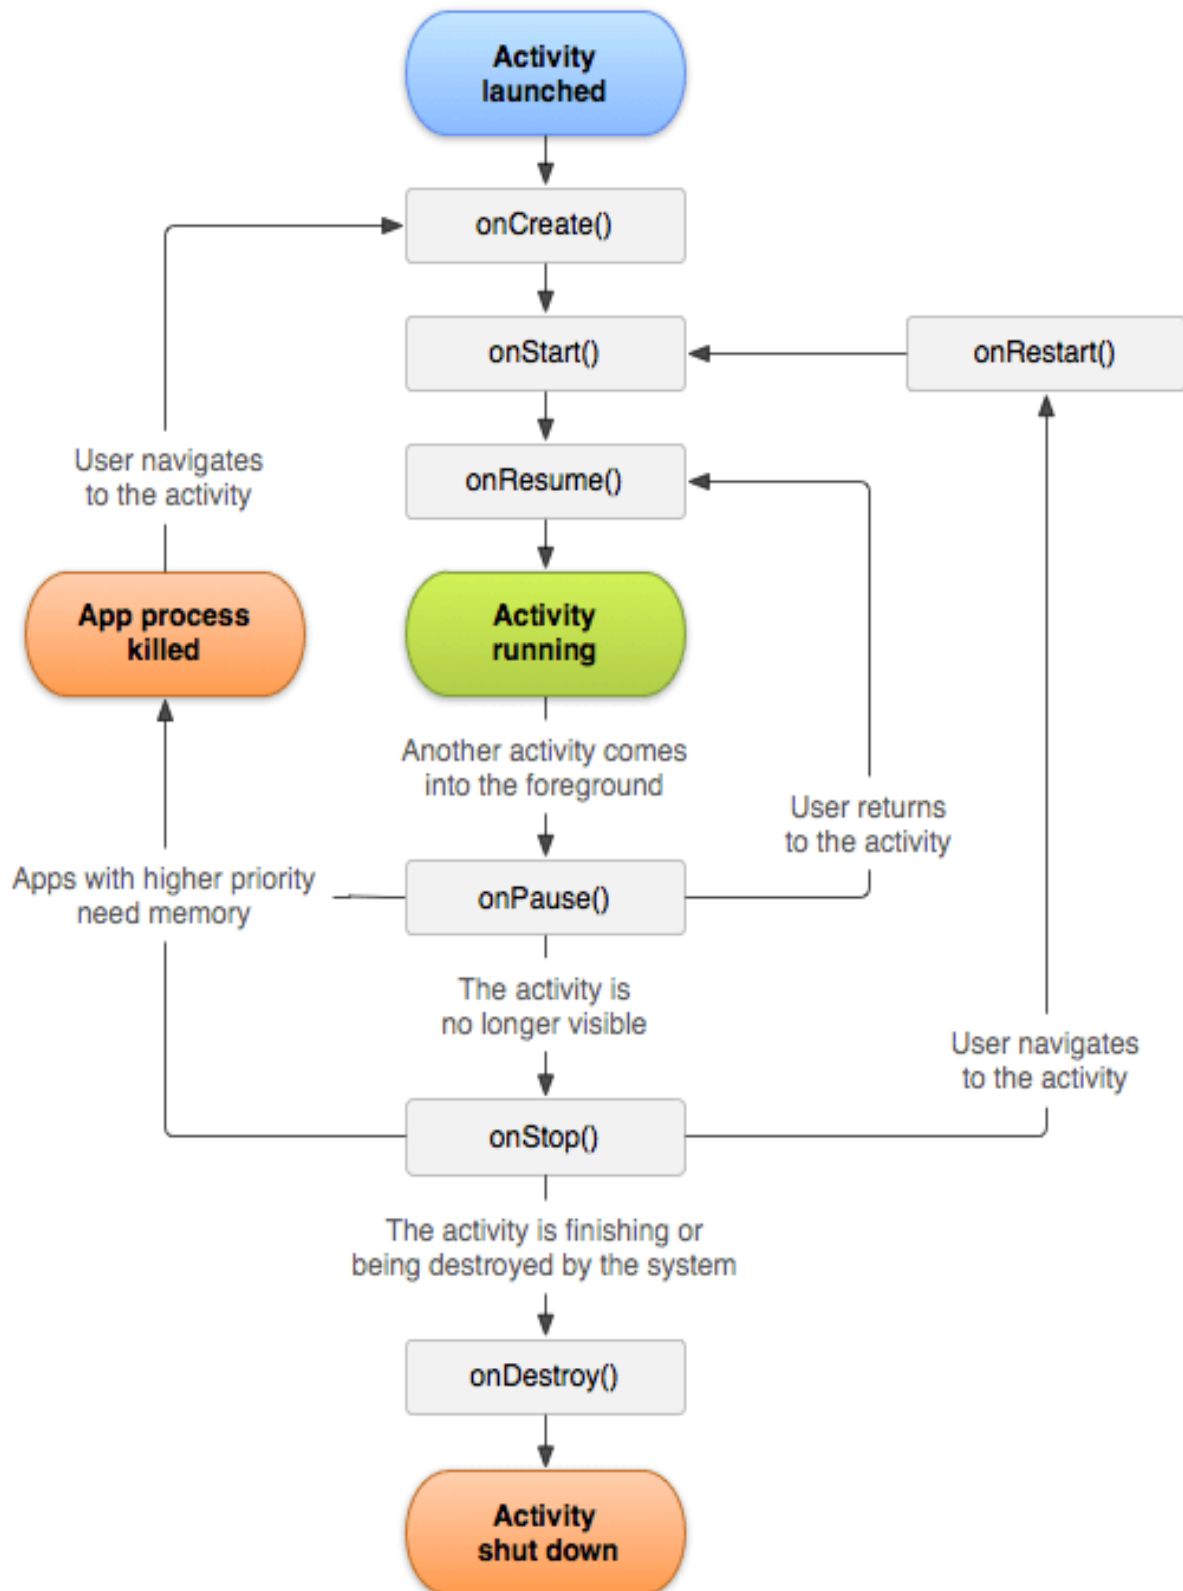 Activity
launched
onCreate()
onStart()
onRestart()
onResume()
User navigates
to the activity
App process
killed
Activity
running
Another activity comes
into the foreground
User returns
to the activity
Apps with higher priority
need memory
onPause()
The activity is
no longer visible
User navigates
to the activity
onStop()
The activity is finishing or
being destroyed by the system
onDestroy()
Activity
shut down